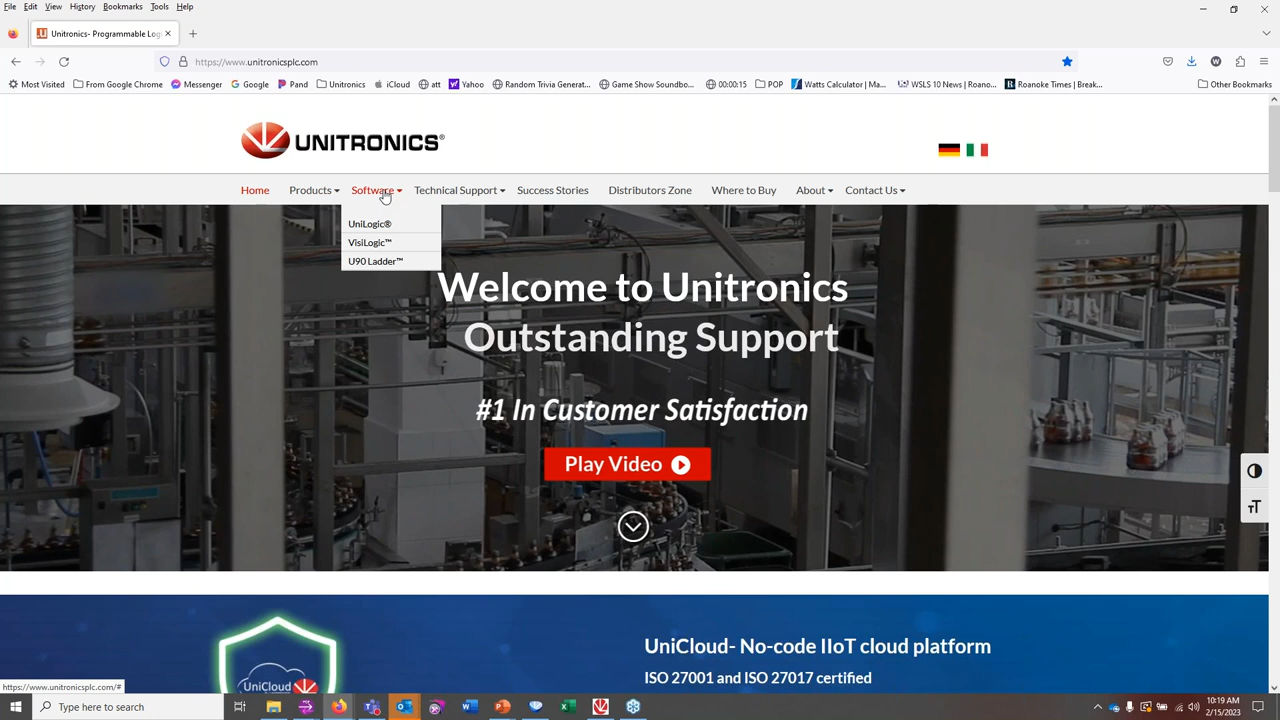 File Edit View History Bookmarks Tools Help
Unitronics- Programmable Log
https://www.unitronicsplc.com
Most Visited From Google Chrome Messenger Google Pand Unitronics iCloud att Yahoo Random Trivia Generat... Game Show Soundbo... 00:00:15 POP Watts Calculator | Ma... WSLS 10 News | Roano... Roanoke Times | Break... Other Bookmarks
UNITRONICS®
Home Products Software Technical Support Success Stories Distributors Zone Where to Buy About Contact Us
UniLogic®
VisiLogic™
U90 Ladder™
Welcome to Unitronics
Outstanding Support
#1 In Customer Satisfaction
Play Video
TT
UniCloud- No-code IIoT cloud platform
ISO 27001 and ISO 27017 certified
UniCloud
https://www.unitronicsplc.com/#
Type here to search
10:19 AM
2/15/2023